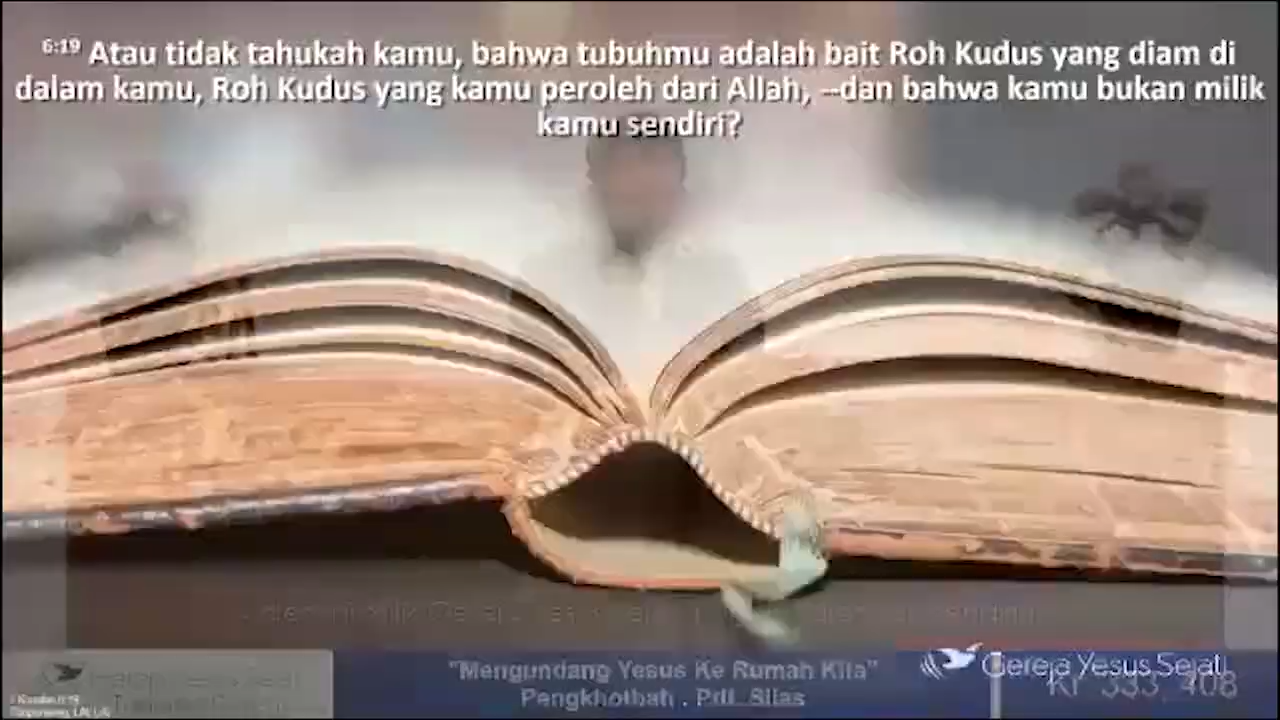 6:19 Atau tidak tahukah kamu, bahwa tubuhmu adalah bait Roh Kudus yang diam di
dalam kamu, Roh Kudus yang kamu peroleh dari Allah, --dan bahwa kamu bukan milik
kamu sendiri?
"Mengundang Yesus Ke Rumah Kita"
Pengkhotbah . Pdt. Silas
Gereja Yesus Sejati
KR 333, 408